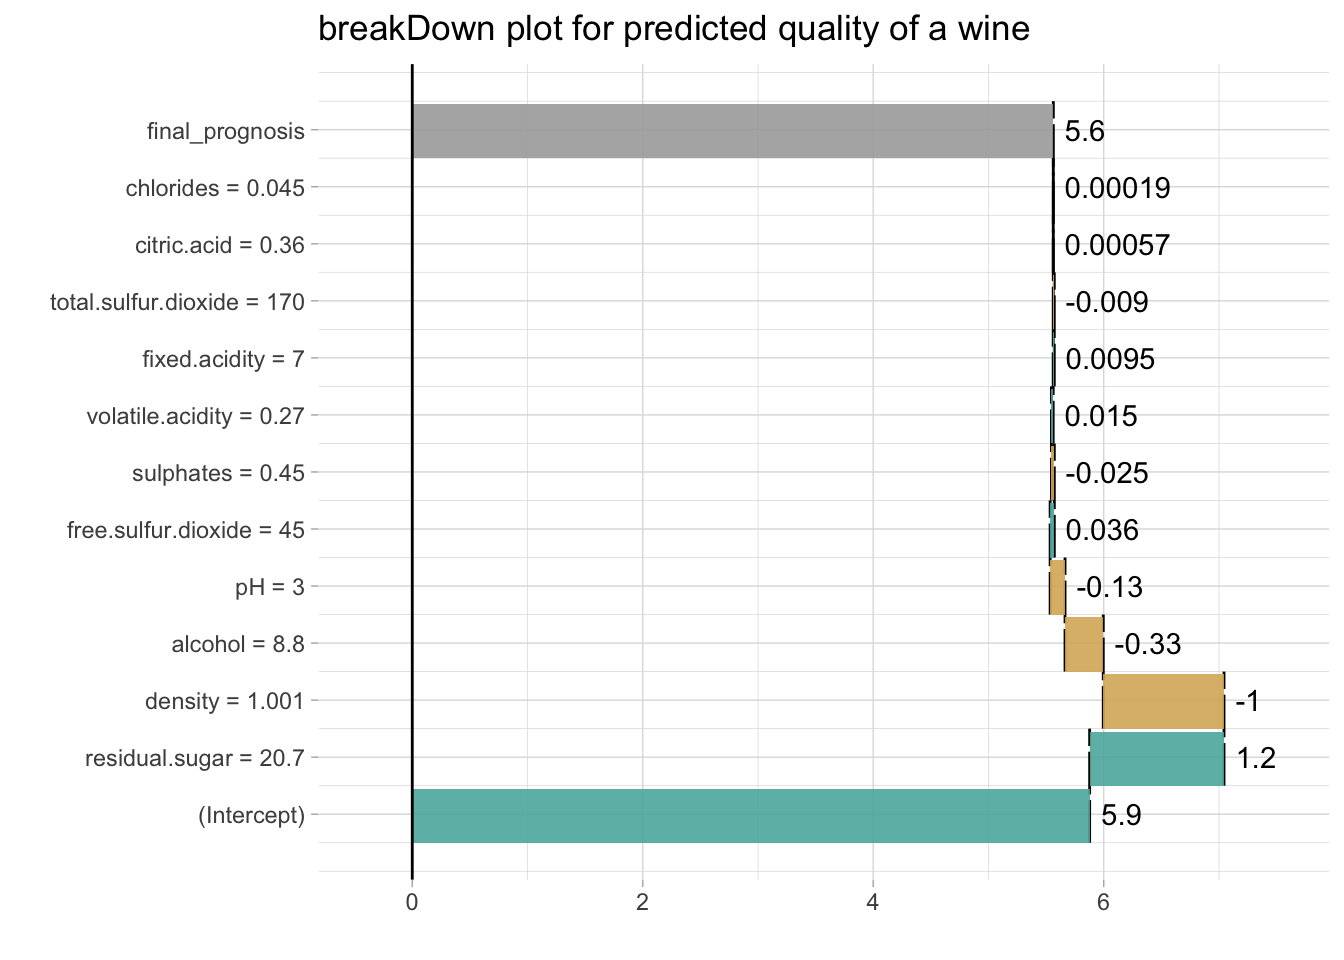 breakDown plot for predicted quality of a wine
final_prognosis 5.6
chlorides = 0.045 0.00019
citric.acid = 0.36 0.00057
total.sulfur.dioxide = 170 -0.009
fixed.acidity = 7 0.0095
volatile.acidity = 0.27 0.015
sulphates = 0.45 -0.025
free.sulfur.dioxide = 45 0.036
pH = 3 -0.13
alcohol = 8.8 -0.33
density = 1.001 -1
residual.sugar = 20.7 1.2
(Intercept) 5.9
0 2 4 6